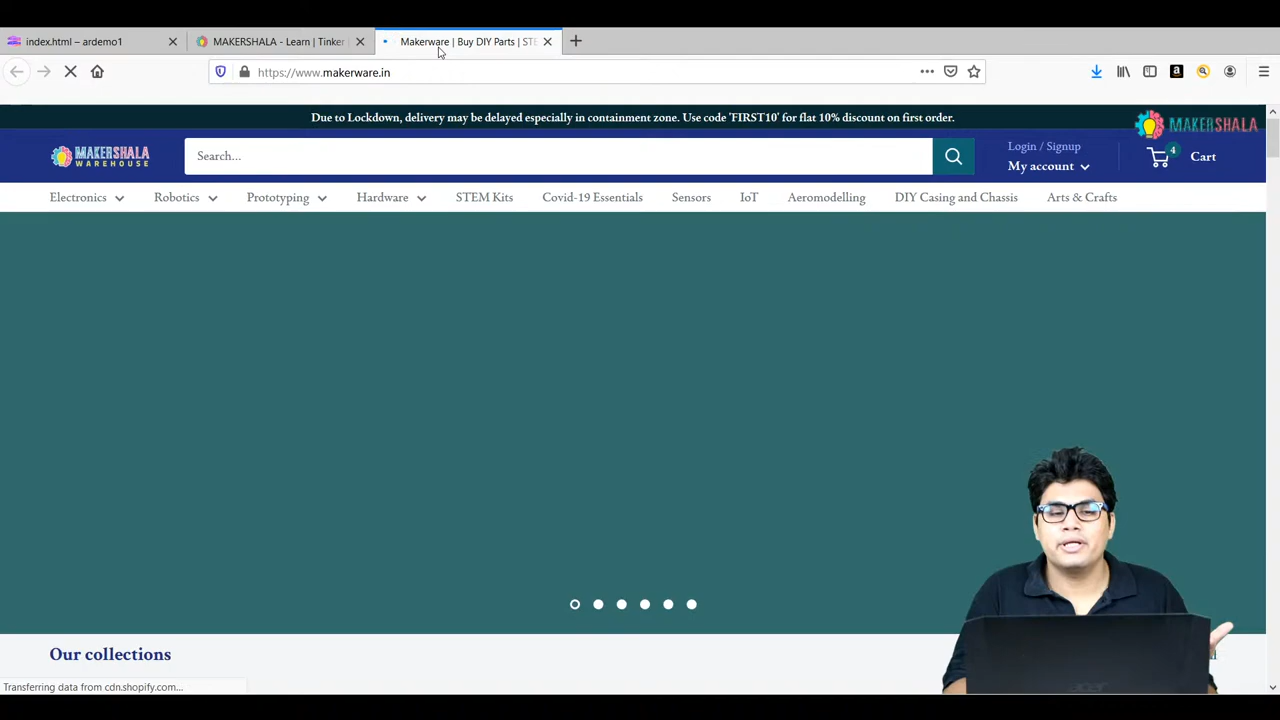 index.html – ardemo1
MAKERSHALA - Learn | Tinker
Makerware | Buy DIY Parts | STE
https://www.makerware.in
Due to Lockdown, delivery may be delayed especially in containment zone. Use code 'FIRST10' for flat 10% discount on first order.
MAKERSHALA
MAKERSHALA
WAREHOUSE
Search...
Login / Signup
My account
4
Cart
Electronics
Robotics
Prototyping
Hardware
STEM Kits
Covid-19 Essentials
Sensors
IoT
Aeromodelling
DIY Casing and Chassis
Arts & Crafts
Our collections
Transferring data from cdn.shopify.com...
acer